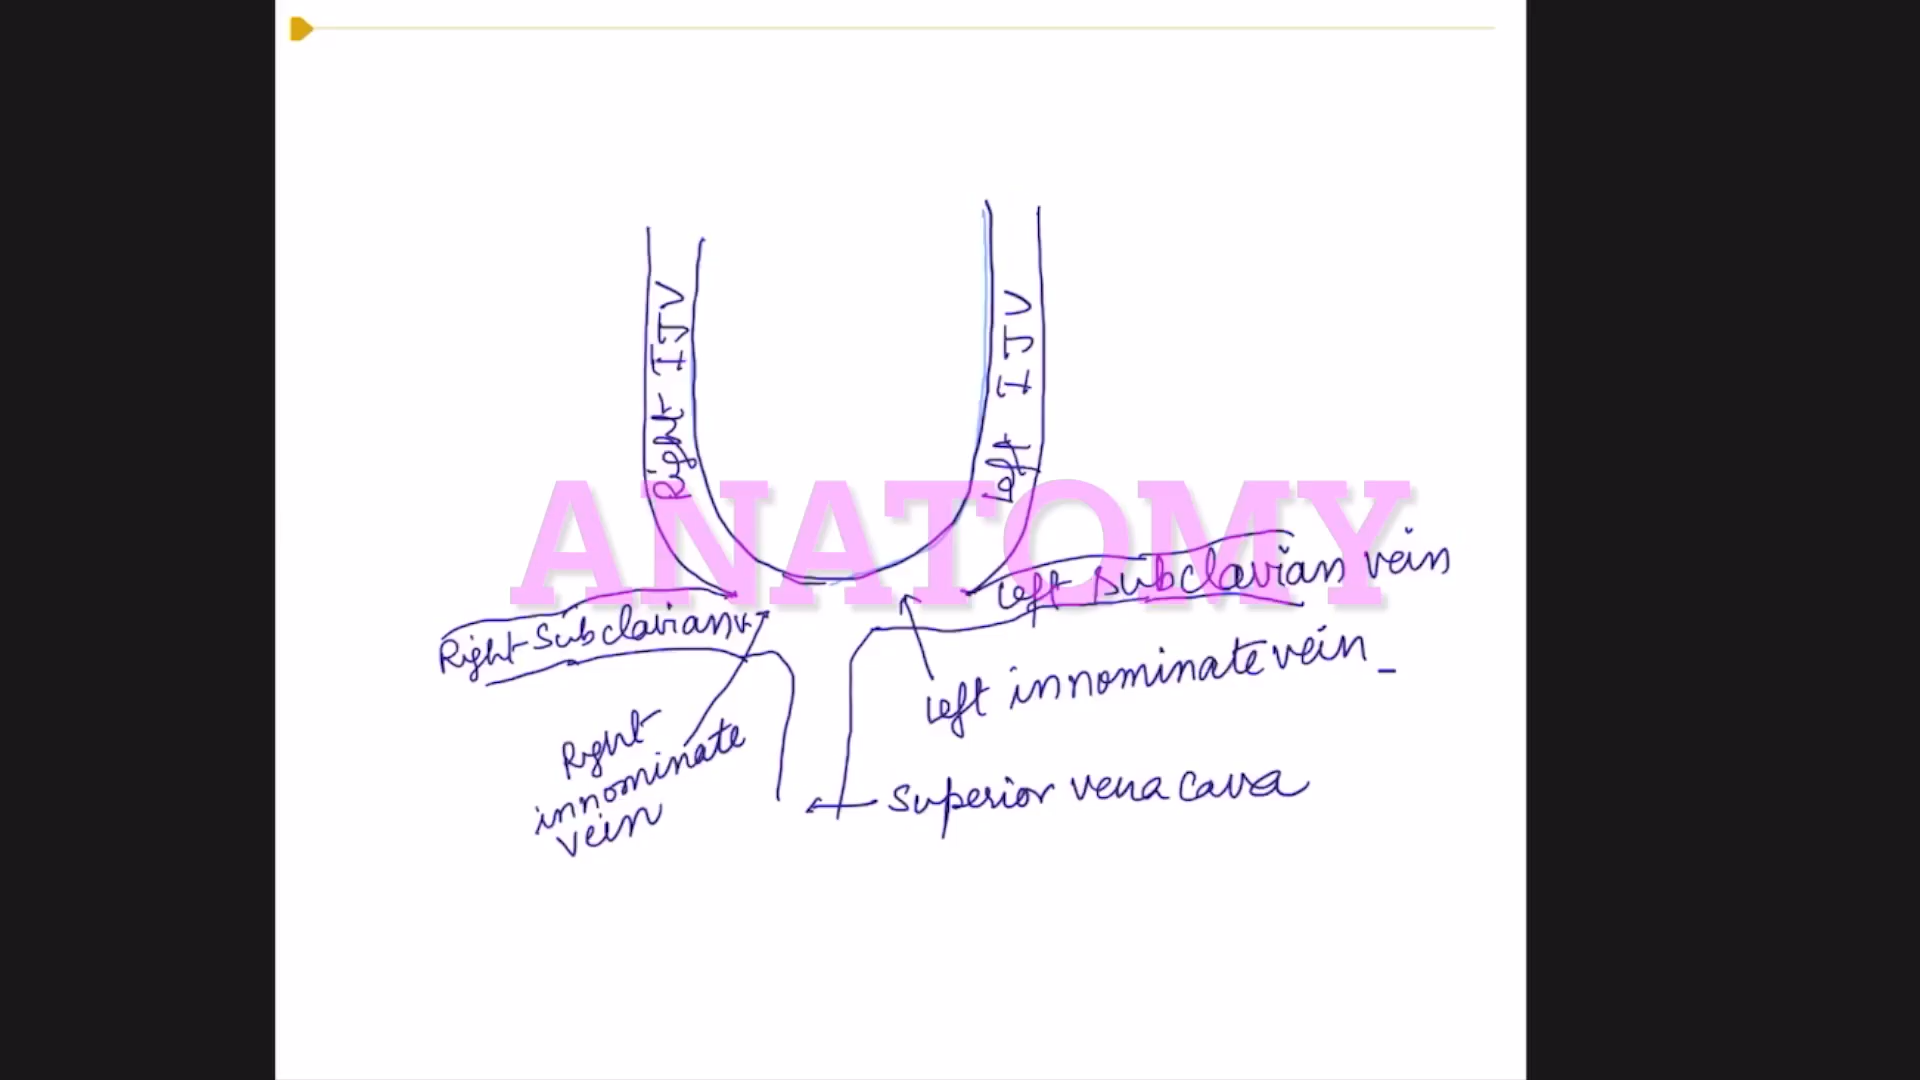 Right IJV
Left IJV
ANATOMY
Left subclavian vein
Right Subclavian v.
Left innominate vein
Right
innominate
vein
Superior vena cava